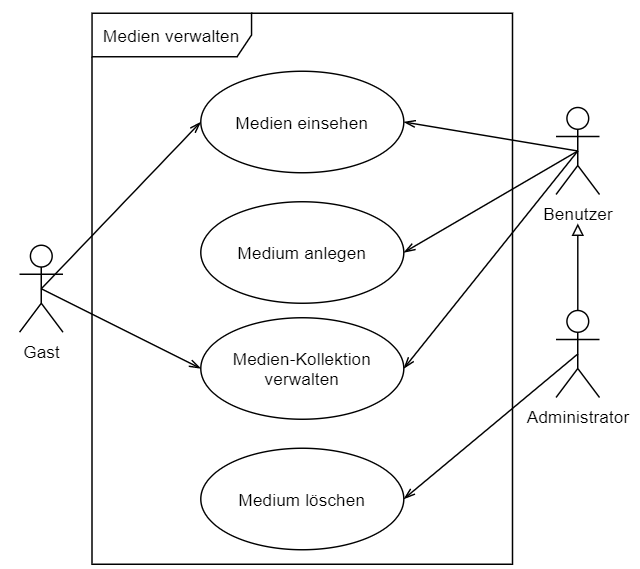 Medien verwalten
Medien einsehen
Benutzer
Medium anlegen
Gast
Medien-Kollektion
verwalten
Administrator
Medium löschen